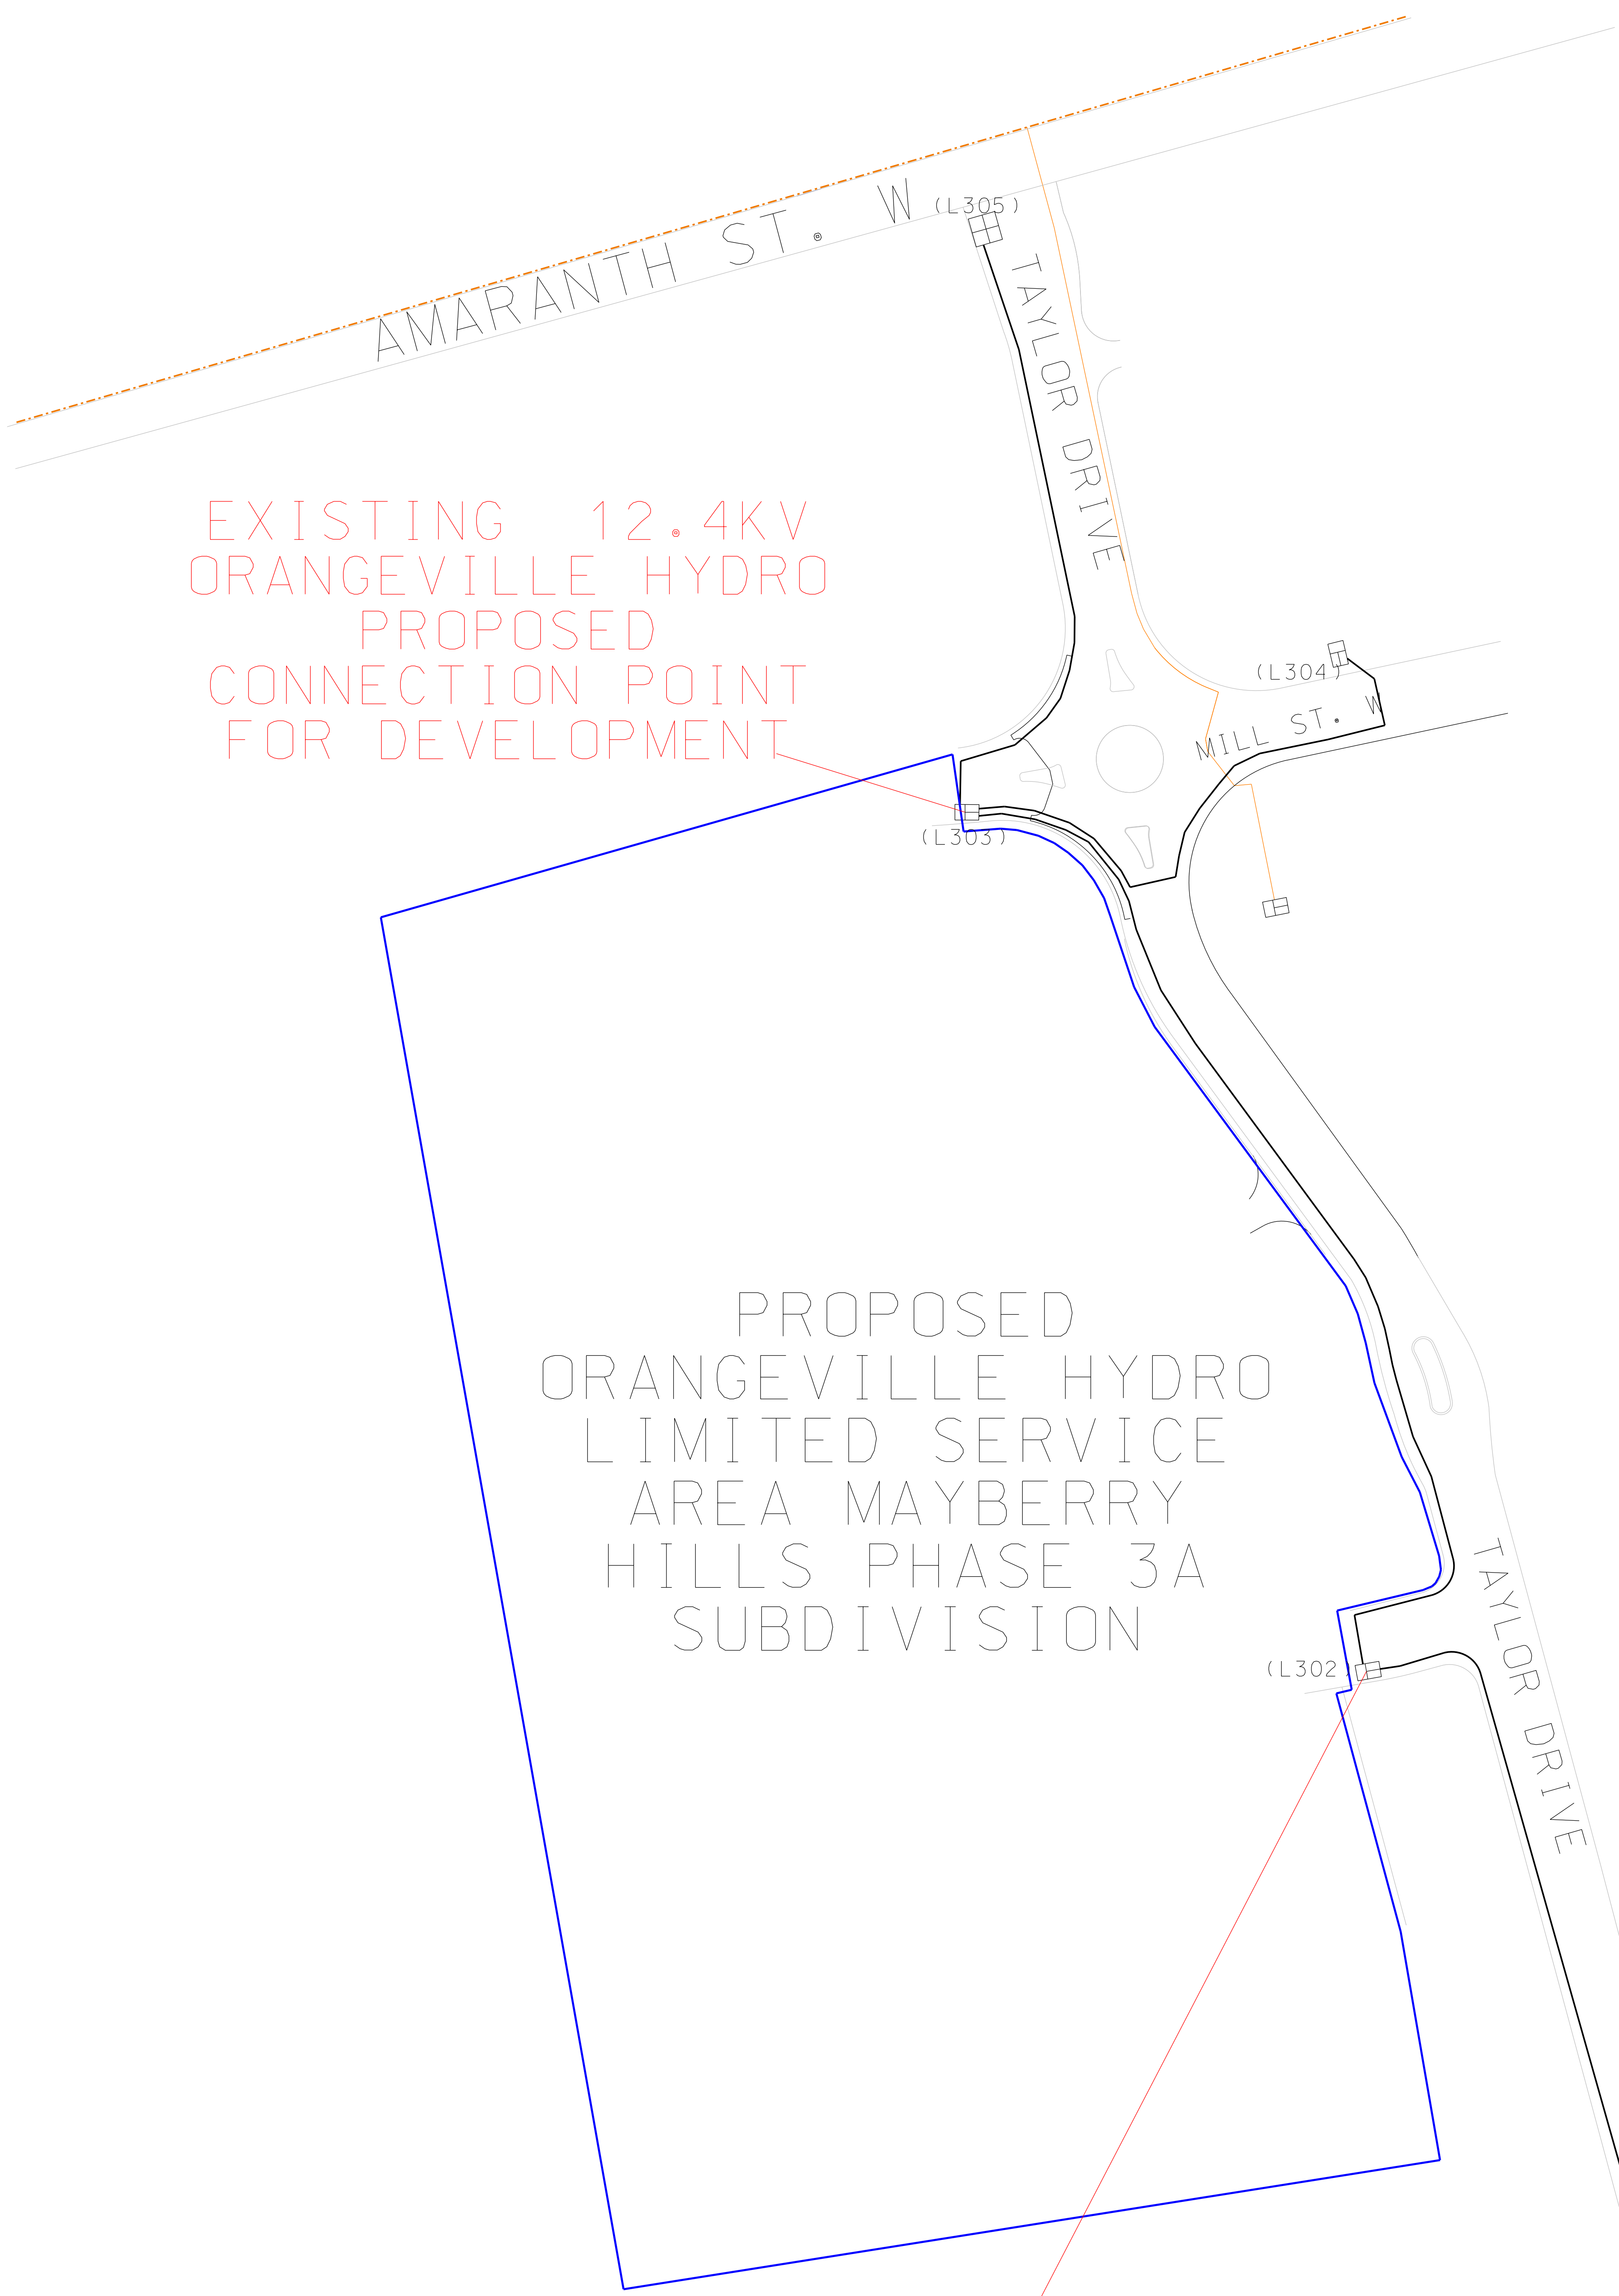 AMARANTH ST. W
(L305)
TAYLOR DRIVE
EXISTING 12.4KV
ORANGEVILLE HYDRO
PROPOSED
CONNECTION POINT
FOR DEVELOPMENT
(L304)
MILL ST. W
(L303)
PROPOSED
ORANGEVILLE HYDRO
LIMITED SERVICE
AREA MAYBERRY
HILLS PHASE 3A
SUBDIVISION
(L302)
TAYLOR DRIVE